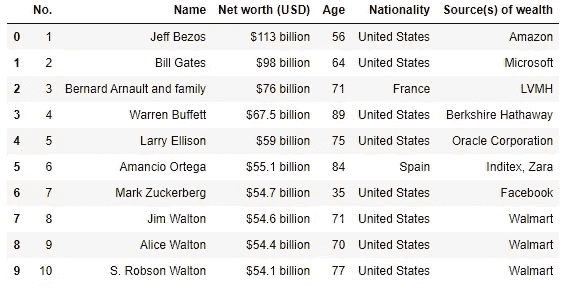 No. Name Net worth (USD) Age Nationality Source(s) of wealth
0 1 Jeff Bezos $113 billion 56 United States Amazon
1 2 Bill Gates $98 billion 64 United States Microsoft
2 3 Bernard Arnault and family $76 billion 71 France LVMH
3 4 Warren Buffett $67.5 billion 89 United States Berkshire Hathaway
4 5 Larry Ellison $59 billion 75 United States Oracle Corporation
5 6 Amancio Ortega $55.1 billion 84 Spain Inditex, Zara
6 7 Mark Zuckerberg $54.7 billion 35 United States Facebook
7 8 Jim Walton $54.6 billion 71 United States Walmart
8 9 Alice Walton $54.4 billion 70 United States Walmart
9 10 S. Robson Walton $54.1 billion 77 United States Walmart